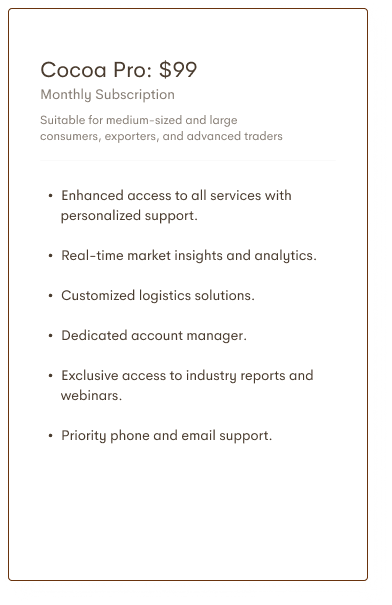 Cocoa Pro: $99
Monthly Subscription
Suitable for medium-sized and large
consumers, exporters, and advanced traders
• Enhanced access to all services with
personalized support.
• Real-time market insights and analytics.
• Customized logistics solutions.
• Dedicated account manager.
• Exclusive access to industry reports and
webinars.
• Priority phone and email support.